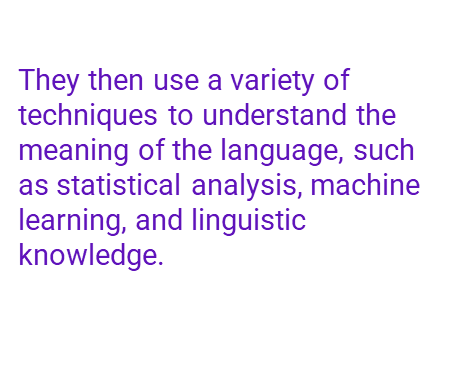 They then use a variety of
techniques to understand the
meaning of the language, such
as statistical analysis, machine
learning, and linguistic
knowledge.